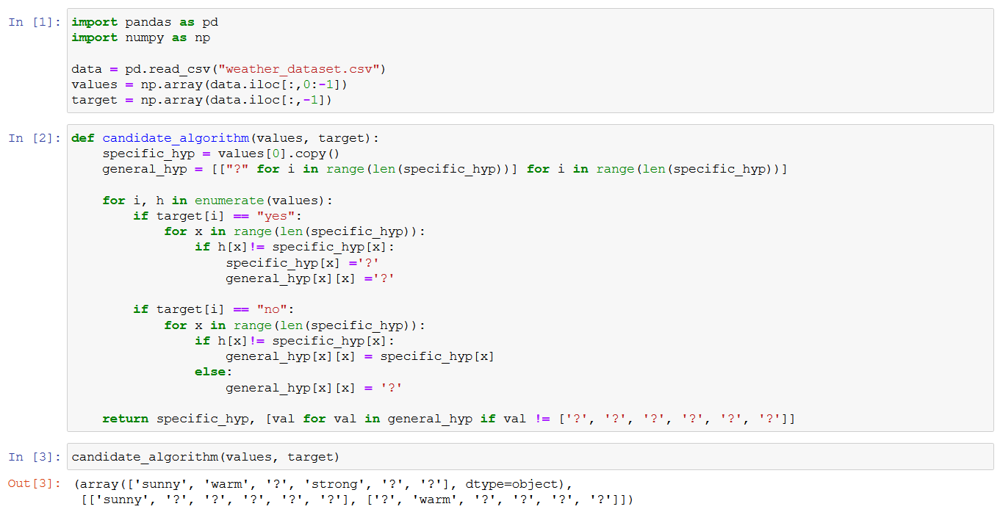 In [1]: import pandas as pd
import numpy as np
data = pd.read_csv("weather_dataset.csv")
values = np.array(data.iloc[:,0:-1])
target = np.array(data.iloc[:,-1])
In [2]: def candidate_algorithm(values, target):
    specific_hyp = values[0].copy()
    general_hyp = [["?" for i in range(len(specific_hyp))] for i in range(len(specific_hyp))]
    for i, h in enumerate(values):
        if target[i] == "yes":
            for x in range(len(specific_hyp)):
                if h[x]!= specific_hyp[x]:
                    specific_hyp[x] ='?'
                    general_hyp[x][x] ='?'
        if target[i] == "no":
            for x in range(len(specific_hyp)):
                if h[x]!= specific_hyp[x]:
                    general_hyp[x][x] = specific_hyp[x]
                else:
                    general_hyp[x][x] = '?'
    return specific_hyp, [val for val in general_hyp if val != ['?', '?', '?', '?', '?', '?']]
In [3]: candidate_algorithm(values, target)
Out[3]: (array(['sunny', 'warm', '?', 'strong', '?', '?'], dtype=object),
 [['sunny', '?', '?', '?', '?', '?'], ['?', 'warm', '?', '?', '?', '?']])